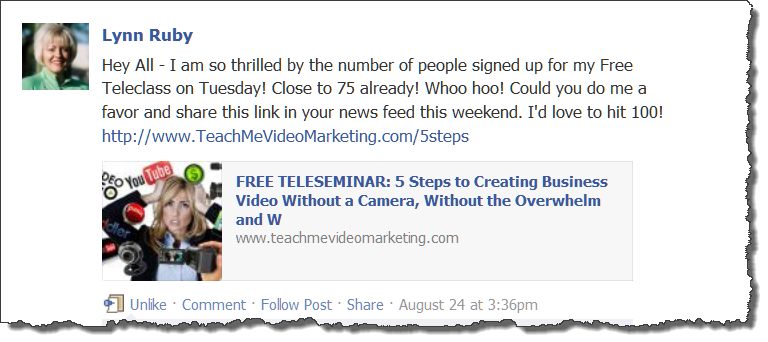 Lynn Ruby
Hey All - I am so thrilled by the number of people signed up for my Free
Teleclass on Tuesday! Close to 75 already! Whoo hoo! Could you do me a
favor and share this link in your news feed this weekend. I'd love to hit 100!
http://www.TeachMeVideoMarketing.com/5steps
YouTube
FREE TELESEMINAR: 5 Steps to Creating Business
Video Without a Camera, Without the Overwhelm
and W
www.teachmevideomarketing.com
Unlike · Comment · Follow Post · Share · August 24 at 3:36pm